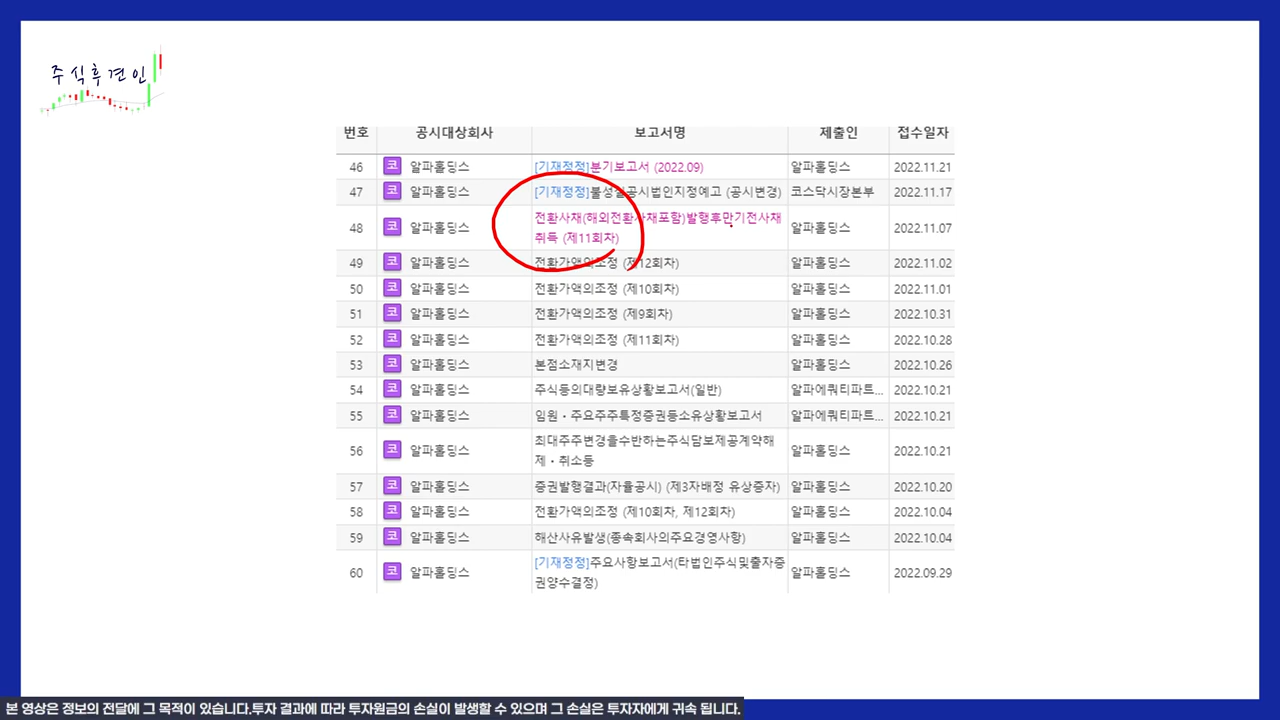 주식후견인
번호 공시대상회사 보고서명 제출인 접수일자
46 코 알파홀딩스 [기재정정]분기보고서 (2022.09) 알파홀딩스 2022.11.21
47 코 알파홀딩스 [기재정정]불성실공시법인지정예고 (공시변경) 코스닥시장본부 2022.11.17
48 코 알파홀딩스 전환사채(해외전환사채포함)발행후만기전사채
취득 (제11회차) 알파홀딩스 2022.11.07
49 코 알파홀딩스 전환가액의조정 (제12회차) 알파홀딩스 2022.11.02
50 코 알파홀딩스 전환가액의조정 (제10회차) 알파홀딩스 2022.11.01
51 코 알파홀딩스 전환가액의조정 (제9회차) 알파홀딩스 2022.10.31
52 코 알파홀딩스 전환가액의조정 (제11회차) 알파홀딩스 2022.10.28
53 코 알파홀딩스 본점소재지변경 알파홀딩스 2022.10.26
54 코 알파홀딩스 주식등의대량보유상황보고서(일반) 알파에쿼티파트... 2022.10.21
55 코 알파홀딩스 임원ㆍ주요주주특정증권등소유상황보고서 알파에쿼티파트... 2022.10.21
56 코 알파홀딩스 최대주주변경을수반하는주식담보제공계약해
제ㆍ취소등 알파홀딩스 2022.10.21
57 코 알파홀딩스 증권발행결과(자율공시) (제3자배정 유상증자) 알파홀딩스 2022.10.20
58 코 알파홀딩스 전환가액의조정 (제10회차, 제12회차) 알파홀딩스 2022.10.04
59 코 알파홀딩스 해산사유발생(종속회사의주요경영사항) 알파홀딩스 2022.10.04
60 코 알파홀딩스 [기재정정]주요사항보고서(타법인주식및출자증
권양수결정) 알파홀딩스 2022.09.29
본 영상은 정보의 전달에 그 목적이 있습니다.투자 결과에 따라 투자원금의 손실이 발생할 수 있으며 그 손실은 투자자에게 귀속 됩니다.